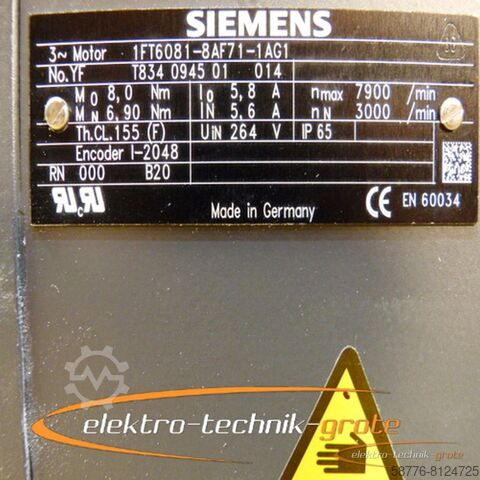 SIEMENS
3~ Motor 1FT6081-8AF71-1AG1
No.YF T834 0945 01 014
M0 8,0 Nm I0 5,8 A nmax 7900 /min
MN 6,90 Nm IN 5,6 A nN 3000 /min
Th.CL.155 (F) UIN 264 V IP 65
Encoder I-2048
RN 000 B20
Made in Germany CE EN 60034
elektro-technik-grote
elektro-technik-grote
58776-8124725